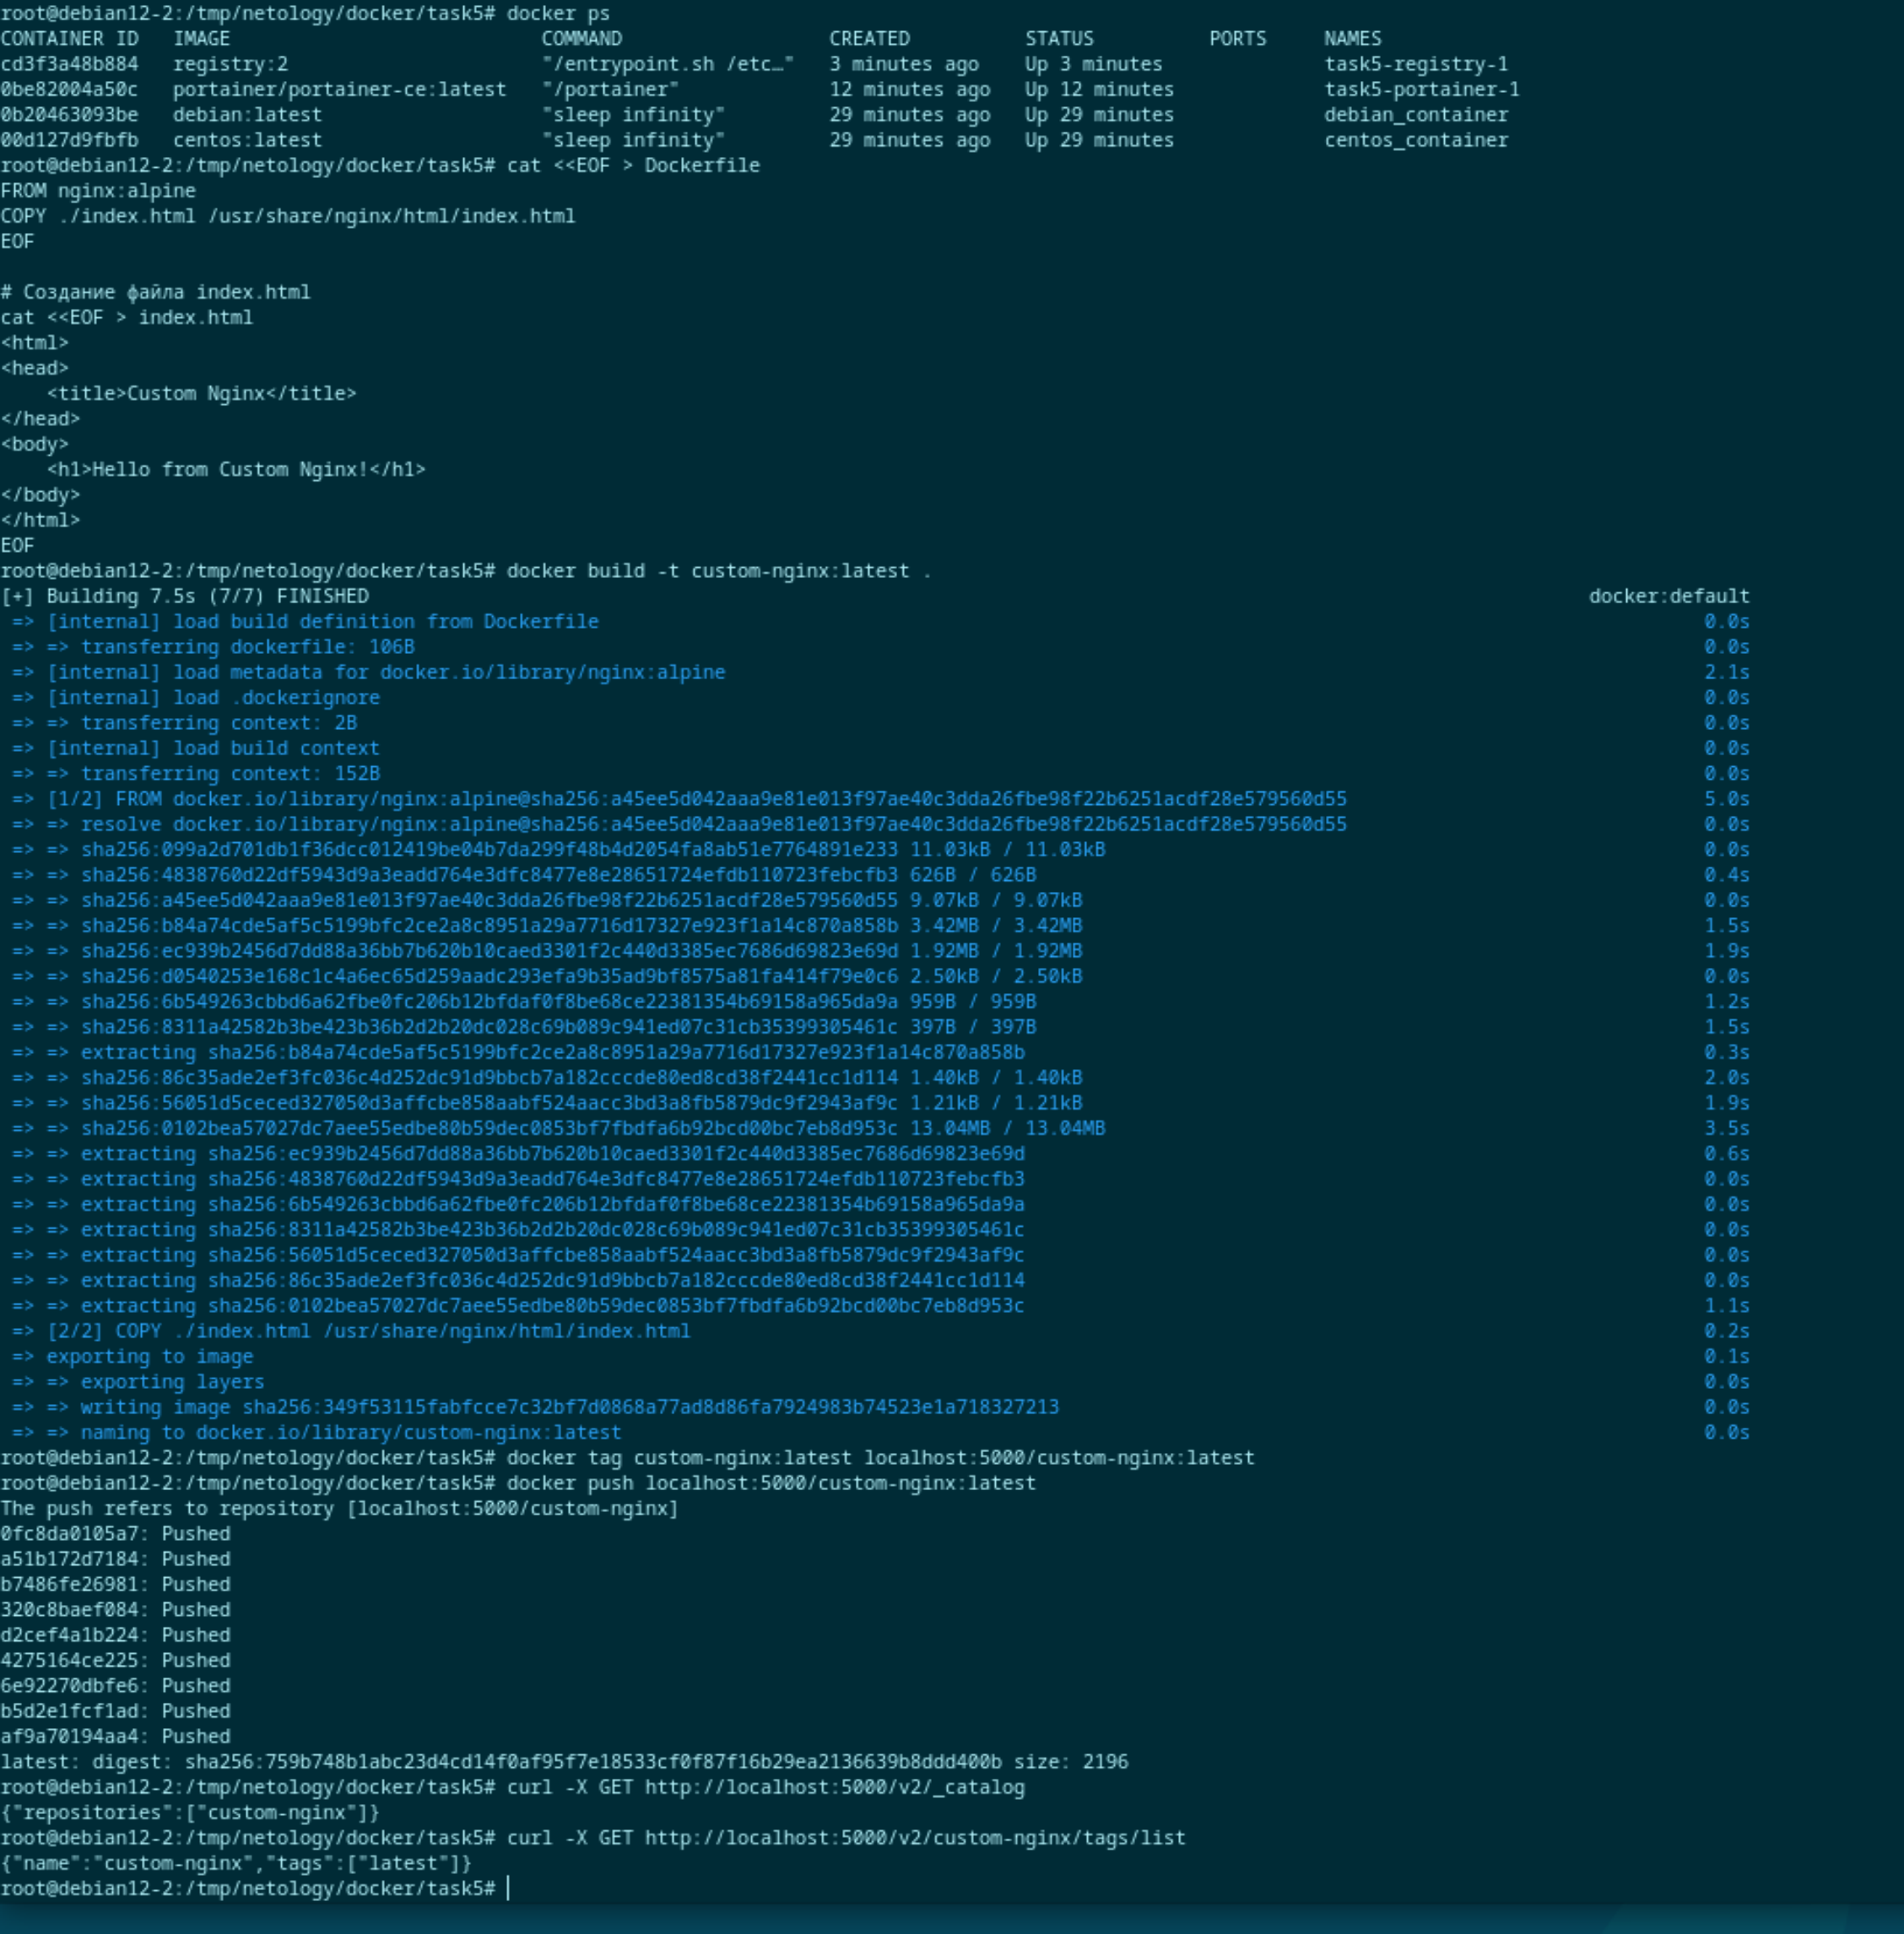 root@debian12-2:/tmp/netology/docker/task5# docker ps
CONTAINER ID   IMAGE                           COMMAND                  CREATED          STATUS          PORTS     NAMES
cd3f3a48b884   registry:2                      "/entrypoint.sh /etc…"   3 minutes ago    Up 3 minutes              task5-registry-1
0be82004a50c   portainer/portainer-ce:latest   "/portainer"             12 minutes ago   Up 12 minutes             task5-portainer-1
0b20463093be   debian:latest                   "sleep infinity"         29 minutes ago   Up 29 minutes             debian_container
00d127d9fbfb   centos:latest                   "sleep infinity"         29 minutes ago   Up 29 minutes             centos_container
root@debian12-2:/tmp/netology/docker/task5# cat <<EOF > Dockerfile
FROM nginx:alpine
COPY ./index.html /usr/share/nginx/html/index.html
EOF

# Создание файла index.html
cat <<EOF > index.html
<html>
<head>
    <title>Custom Nginx</title>
</head>
<body>
    <h1>Hello from Custom Nginx!</h1>
</body>
</html>
EOF
root@debian12-2:/tmp/netology/docker/task5# docker build -t custom-nginx:latest .
[+] Building 7.5s (7/7) FINISHED docker:default
 => [internal] load build definition from Dockerfile 0.0s
 => => transferring dockerfile: 106B 0.0s
 => [internal] load metadata for docker.io/library/nginx:alpine 2.1s
 => [internal] load .dockerignore 0.0s
 => => transferring context: 2B 0.0s
 => [internal] load build context 0.0s
 => => transferring context: 152B 0.0s
 => [1/2] FROM docker.io/library/nginx:alpine@sha256:a45ee5d042aaa9e81e013f97ae40c3dda26fbe98f22b6251acdf28e579560d55 5.0s
 => => resolve docker.io/library/nginx:alpine@sha256:a45ee5d042aaa9e81e013f97ae40c3dda26fbe98f22b6251acdf28e579560d55 0.0s
 => => sha256:099a2d701db1f36dcc012419be04b7da299f48b4d2054fa8ab51e7764891e233 11.03kB / 11.03kB 0.0s
 => => sha256:4838760d22df5943d9a3eadd764e3dfc8477e8e28651724efdb110723febcfb3 626B / 626B 0.4s
 => => sha256:a45ee5d042aaa9e81e013f97ae40c3dda26fbe98f22b6251acdf28e579560d55 9.07kB / 9.07kB 0.0s
 => => sha256:b84a74cde5af5c5199bfc2ce2a8c8951a29a7716d17327e923f1a14c870a858b 3.42MB / 3.42MB 1.5s
 => => sha256:ec939b2456d7dd88a36bb7b620b10caed3301f2c440d3385ec7686d69823e69d 1.92MB / 1.92MB 1.9s
 => => sha256:d0540253e168c1c4a6ec65d259aadc293efa9b35ad9bf8575a81fa414f79e0c6 2.50kB / 2.50kB 0.0s
 => => sha256:6b549263cbbd6a62fbe0fc206b12bfdaf0f8be68ce22381354b69158a965da9a 959B / 959B 1.2s
 => => sha256:8311a42582b3be423b36b2d2b20dc028c69b089c941ed07c31cb35399305461c 397B / 397B 1.5s
 => => extracting sha256:b84a74cde5af5c5199bfc2ce2a8c8951a29a7716d17327e923f1a14c870a858b 0.3s
 => => sha256:86c35ade2ef3fc036c4d252dc91d9bbcb7a182cccde80ed8cd38f2441cc1d114 1.40kB / 1.40kB 2.0s
 => => sha256:56051d5ceced327050d3affcbe858aabf524aacc3bd3a8fb5879dc9f2943af9c 1.21kB / 1.21kB 1.9s
 => => sha256:0102bea57027dc7aee55edbe80b59dec0853bf7fbdfa6b92bcd00bc7eb8d953c 13.04MB / 13.04MB 3.5s
 => => extracting sha256:ec939b2456d7dd88a36bb7b620b10caed3301f2c440d3385ec7686d69823e69d 0.6s
 => => extracting sha256:4838760d22df5943d9a3eadd764e3dfc8477e8e28651724efdb110723febcfb3 0.0s
 => => extracting sha256:6b549263cbbd6a62fbe0fc206b12bfdaf0f8be68ce22381354b69158a965da9a 0.0s
 => => extracting sha256:8311a42582b3be423b36b2d2b20dc028c69b089c941ed07c31cb35399305461c 0.0s
 => => extracting sha256:56051d5ceced327050d3affcbe858aabf524aacc3bd3a8fb5879dc9f2943af9c 0.0s
 => => extracting sha256:86c35ade2ef3fc036c4d252dc91d9bbcb7a182cccde80ed8cd38f2441cc1d114 0.0s
 => => extracting sha256:0102bea57027dc7aee55edbe80b59dec0853bf7fbdfa6b92bcd00bc7eb8d953c 1.1s
 => [2/2] COPY ./index.html /usr/share/nginx/html/index.html 0.2s
 => exporting to image 0.1s
 => => exporting layers 0.0s
 => => writing image sha256:349f53115fabfcce7c32bf7d0868a77ad8d86fa7924983b74523e1a718327213 0.0s
 => => naming to docker.io/library/custom-nginx:latest 0.0s
root@debian12-2:/tmp/netology/docker/task5# docker tag custom-nginx:latest localhost:5000/custom-nginx:latest
root@debian12-2:/tmp/netology/docker/task5# docker push localhost:5000/custom-nginx:latest
The push refers to repository [localhost:5000/custom-nginx]
0fc8da0105a7: Pushed
a51b172d7184: Pushed
b7486fe26981: Pushed
320c8baef084: Pushed
d2cef4a1b224: Pushed
4275164ce225: Pushed
6e92270dbfe6: Pushed
b5d2e1fcf1ad: Pushed
af9a70194aa4: Pushed
latest: digest: sha256:759b748b1abc23d4cd14f0af95f7e18533cf0f87f16b29ea2136639b8ddd400b size: 2196
root@debian12-2:/tmp/netology/docker/task5# curl -X GET http://localhost:5000/v2/_catalog
{"repositories":["custom-nginx"]}
root@debian12-2:/tmp/netology/docker/task5# curl -X GET http://localhost:5000/v2/custom-nginx/tags/list
{"name":"custom-nginx","tags":["latest"]}
root@debian12-2:/tmp/netology/docker/task5#